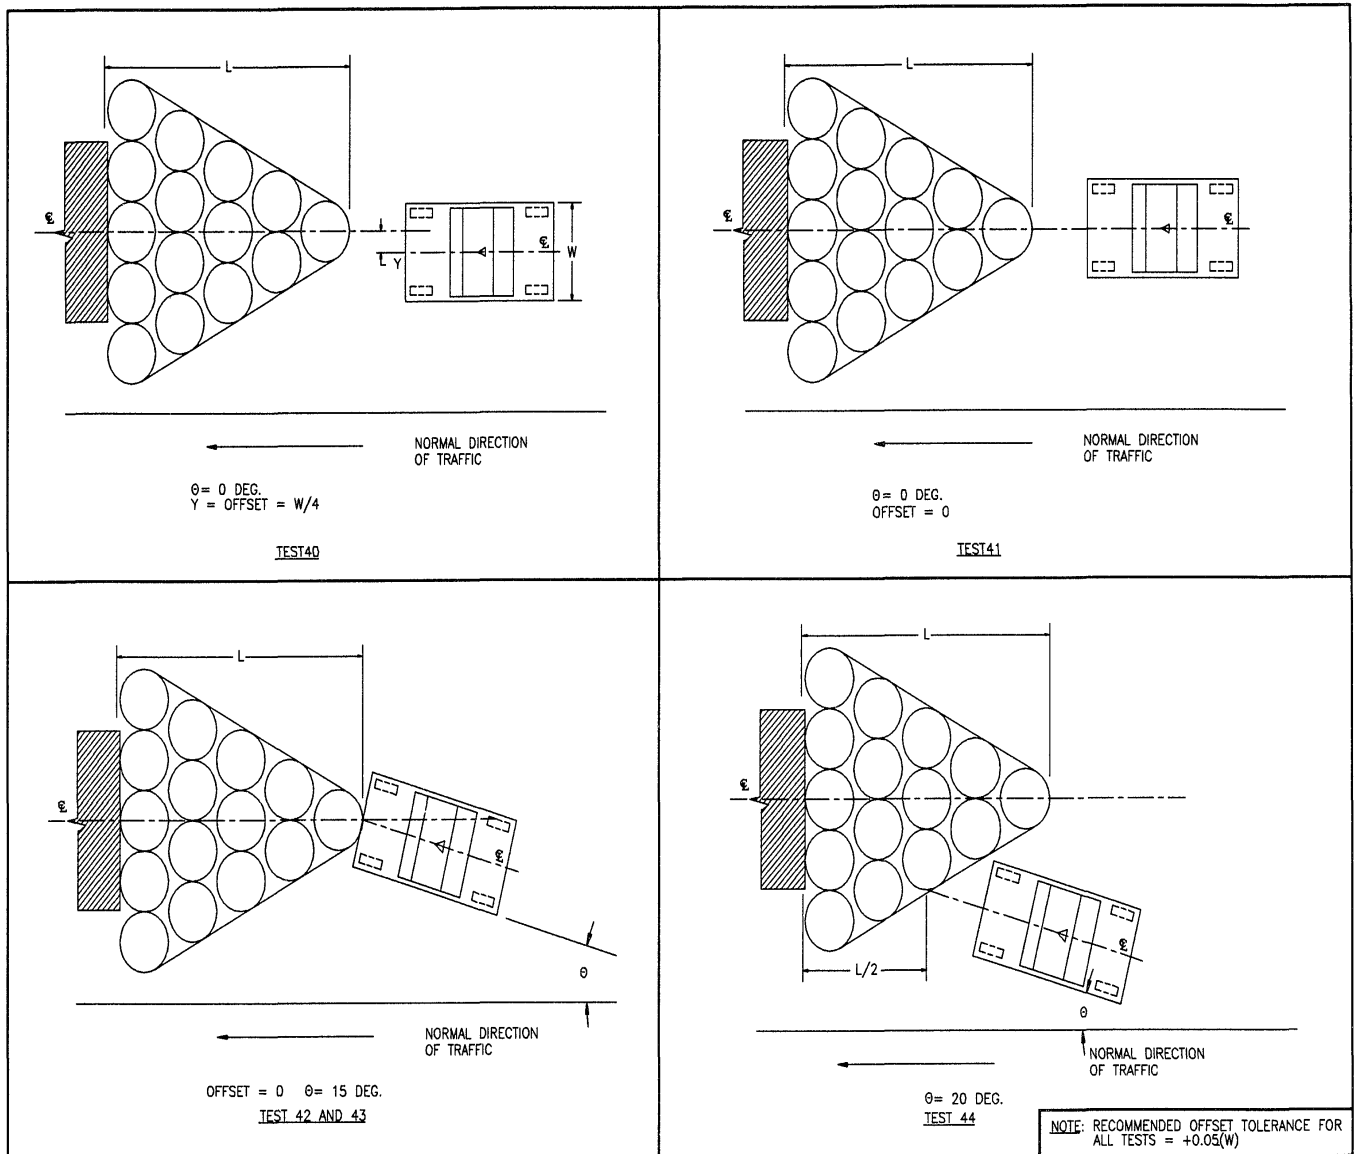 L
℄
Y
℄
W
NORMAL DIRECTION
OF TRAFFIC
Θ= 0 DEG.
Y = OFFSET = W/4
TEST40
L
℄
℄
NORMAL DIRECTION
OF TRAFFIC
Θ= 0 DEG.
OFFSET = 0
TEST41
L
℄
℄
Θ
NORMAL DIRECTION
OF TRAFFIC
OFFSET = 0 Θ= 15 DEG.
TEST 42 AND 43
L
℄
℄
L/2
Θ
NORMAL DIRECTION
OF TRAFFIC
Θ= 20 DEG.
TEST 44
NOTE: RECOMMENDED OFFSET TOLERANCE FOR
ALL TESTS = +0.05(W)